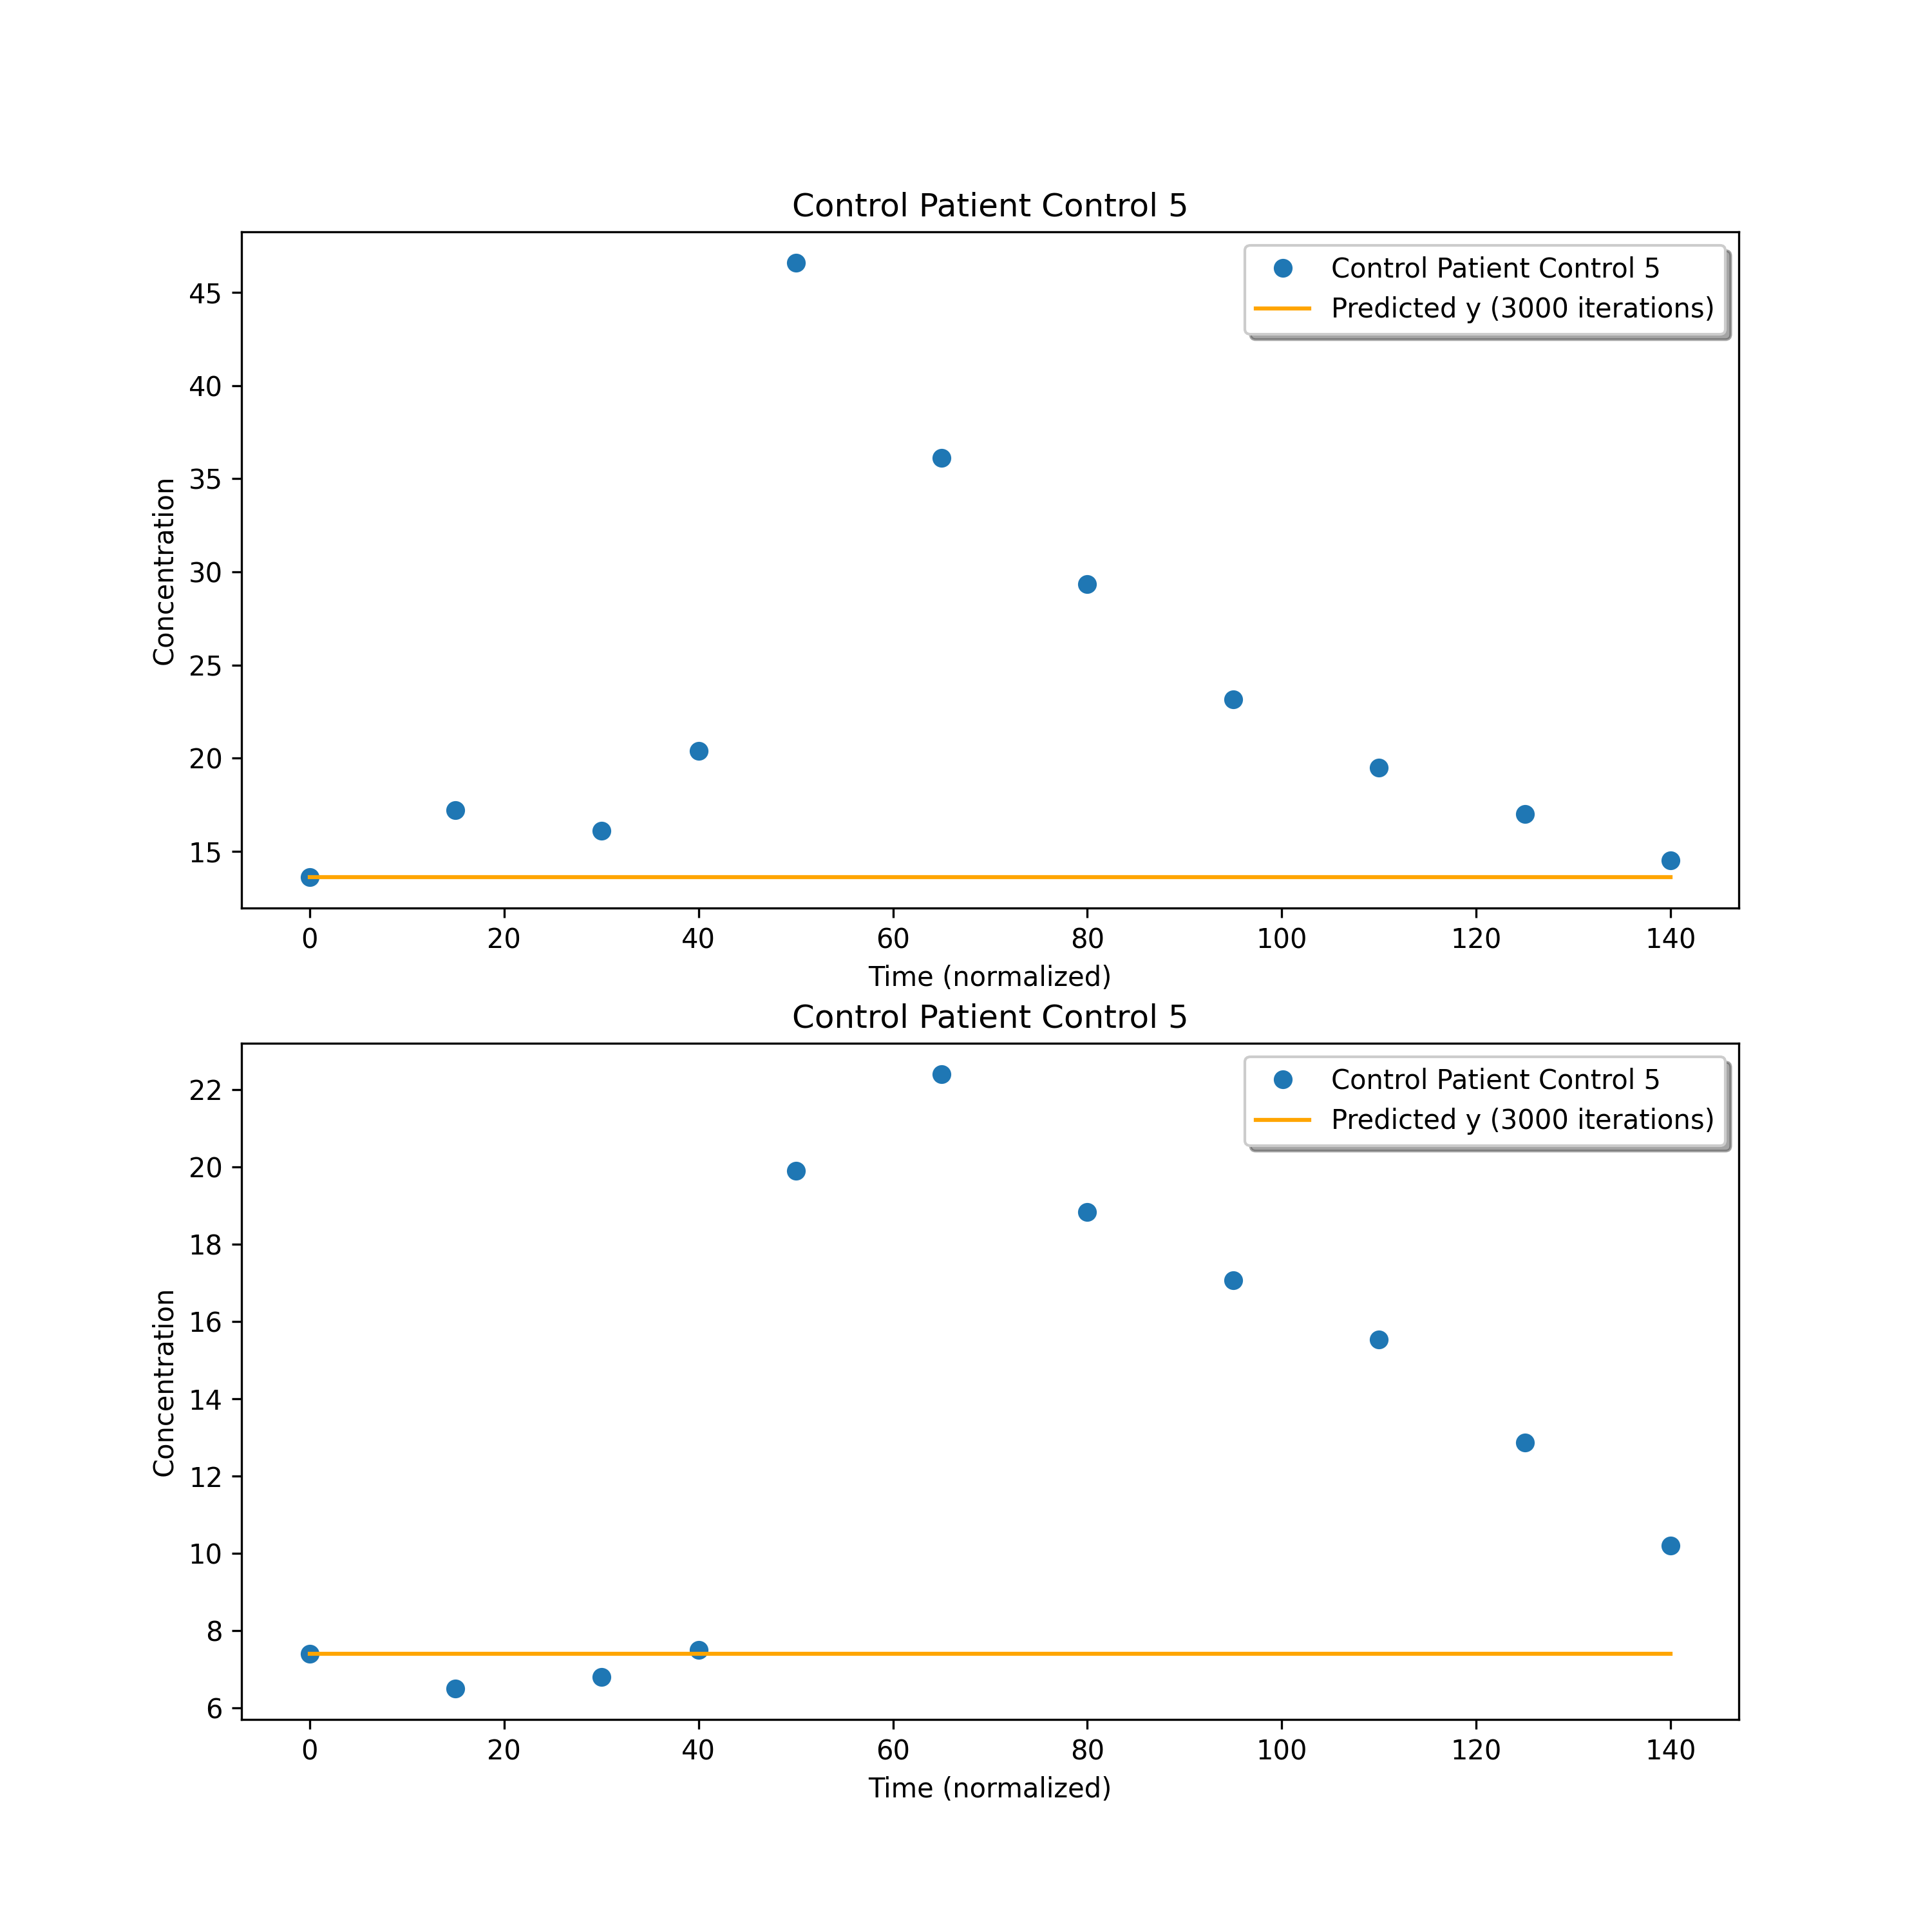 Control Patient Control 5
Control Patient Control 5
Predicted y (3000 iterations)
Concentration
45
40
35
30
25
20
15
0 20 40 60 80 100 120 140
Time (normalized)
Control Patient Control 5
Control Patient Control 5
Predicted y (3000 iterations)
Concentration
22
20
18
16
14
12
10
8
6
0 20 40 60 80 100 120 140
Time (normalized)